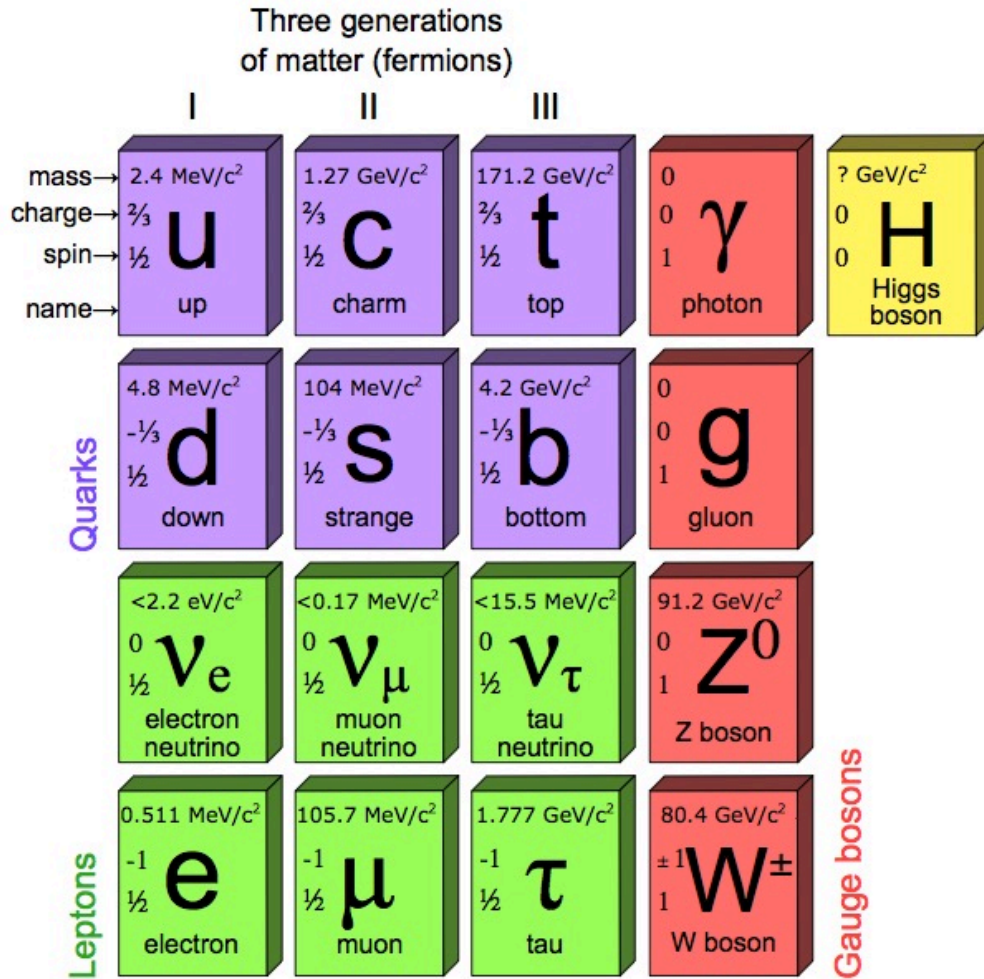 Three generations
of matter (fermions)
I II III
mass→ 2.4 MeV/c²
charge→ ⅔
spin→ ½
u
name→ up
1.27 GeV/c²
⅔
½
c
charm
171.2 GeV/c²
⅔
½
t
top
0
0
1
γ
photon
? GeV/c²
0
0
H
Higgs
boson
Quarks
4.8 MeV/c²
-⅓
½
d
down
104 MeV/c²
-⅓
½
s
strange
4.2 GeV/c²
-⅓
½
b
bottom
0
0
1
g
gluon
Leptons
<2.2 eV/c²
0
½
νe
electron
neutrino
<0.17 MeV/c²
0
½
νμ
muon
neutrino
<15.5 MeV/c²
0
½
ντ
tau
neutrino
91.2 GeV/c²
0
1
Z⁰
Z boson
0.511 MeV/c²
-1
½
e
electron
105.7 MeV/c²
-1
½
μ
muon
1.777 GeV/c²
-1
½
τ
tau
80.4 GeV/c²
±1
1
W±
W boson
Gauge bosons